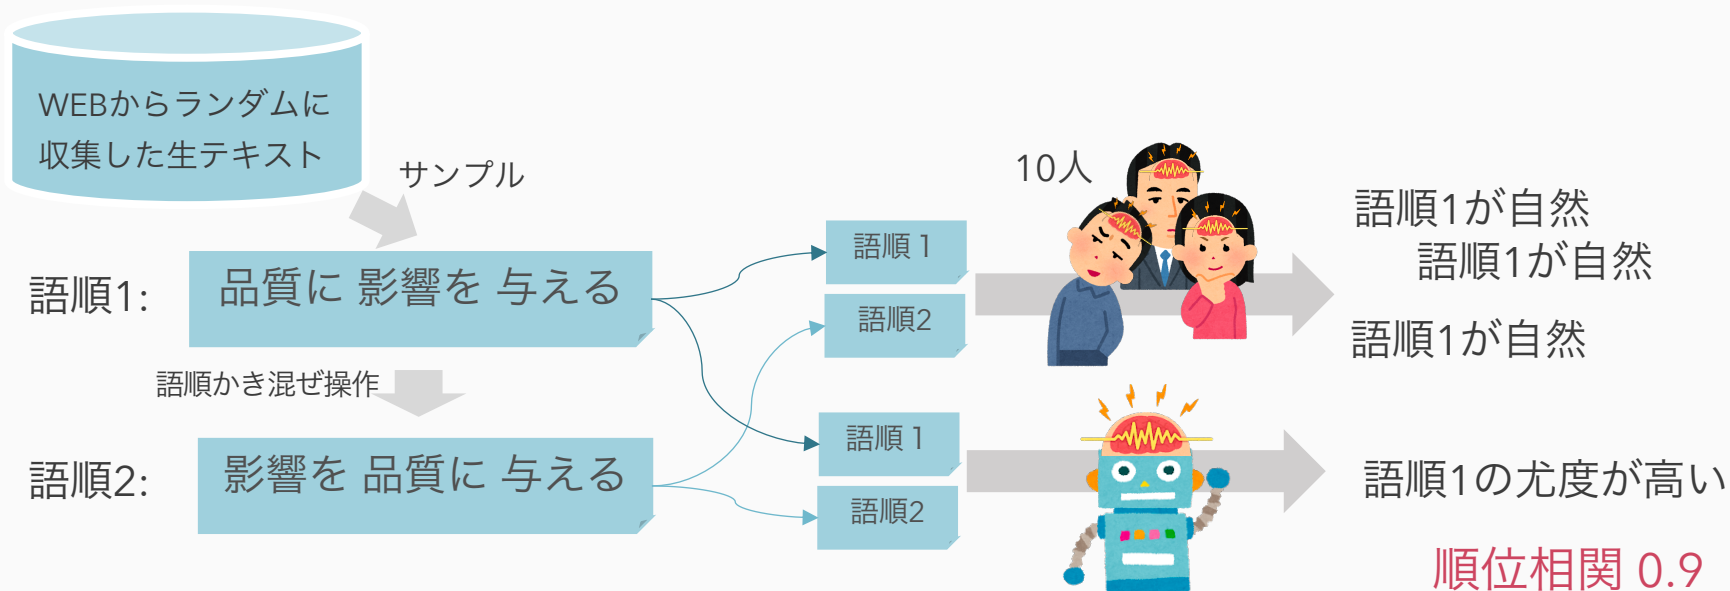 WEBからランダムに
収集した生テキスト
サンプル
語順1:
品質に 影響を 与える
語順かき混ぜ操作
語順2:
影響を 品質に 与える
語順１
語順2
語順１
語順2
10人
語順1が自然
語順1が自然
語順1が自然
語順1の尤度が高い
順位相関 0.9